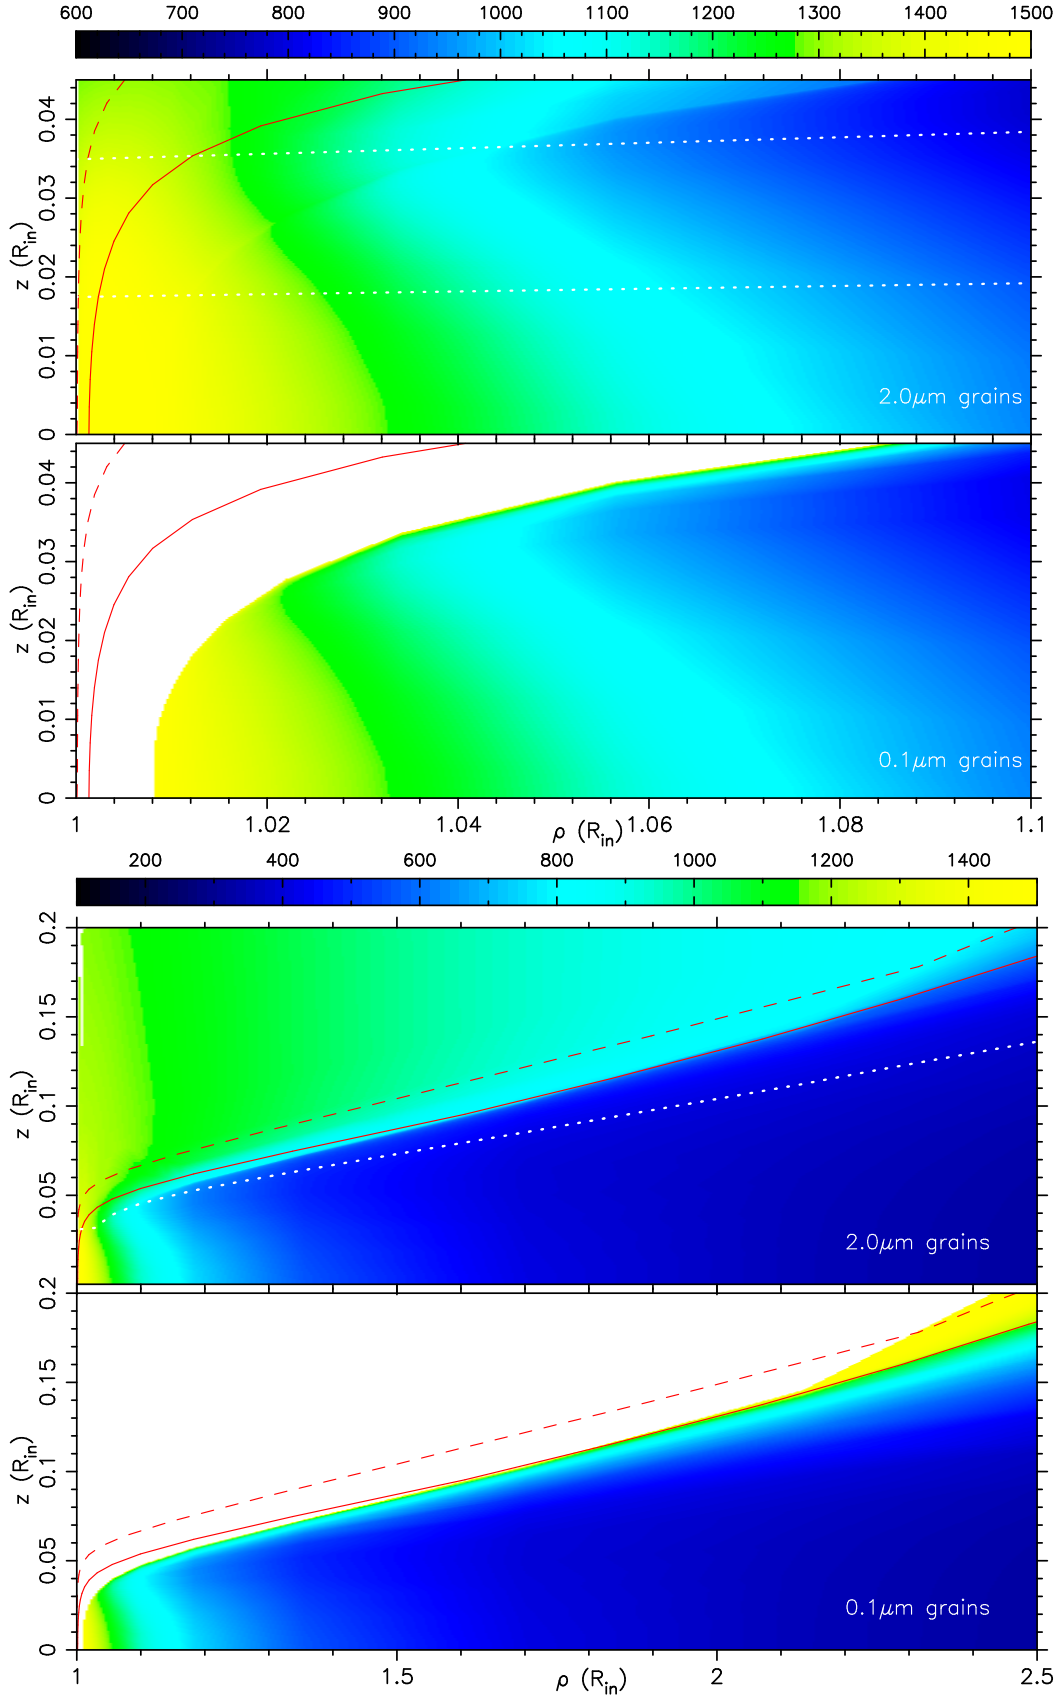 600 700 800 900 1000 1100 1200 1300 1400 1500
0.04
0.03
0.02
0.01
0
z (R_in)
2.0μm grains
0.04
0.03
0.02
0.01
0
z (R_in)
0.1μm grains
1 1.02 1.04 1.06 1.08 1.1
ρ (R_in)
200 400 600 800 1000 1200 1400
0.2
0.15
0.1
0.05
z (R_in)
2.0μm grains
0.2
0.15
0.1
0.05
0
z (R_in)
0.1μm grains
1 1.5 2 2.5
ρ (R_in)